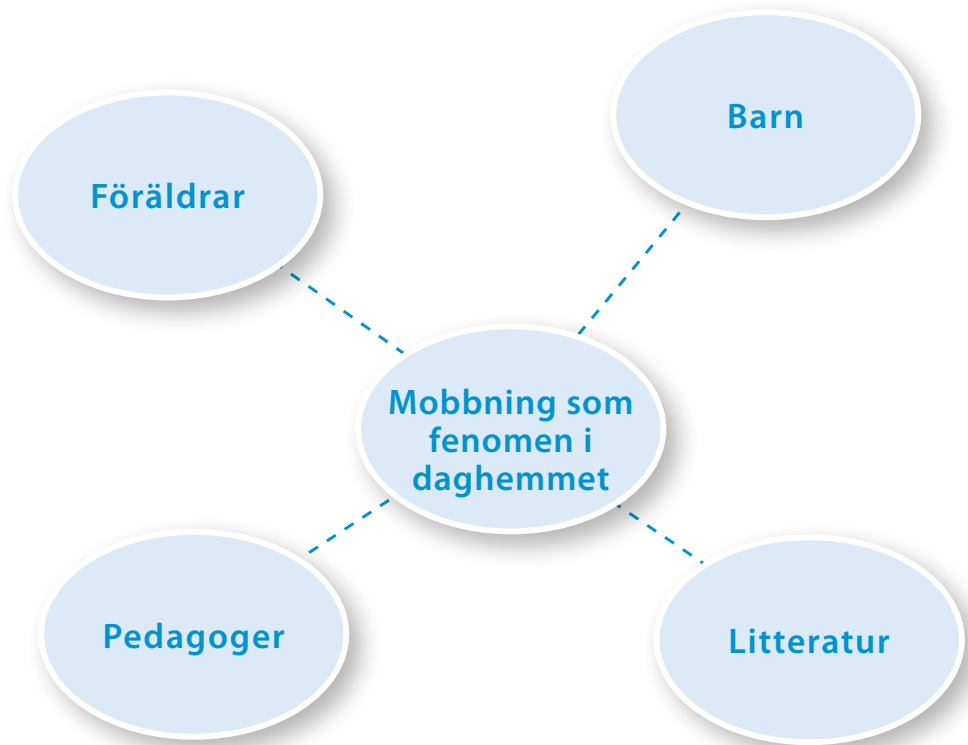 Barn
Föräldrar
Mobbning som
fenomen i
daghemmet
Pedagoger
Litteratur